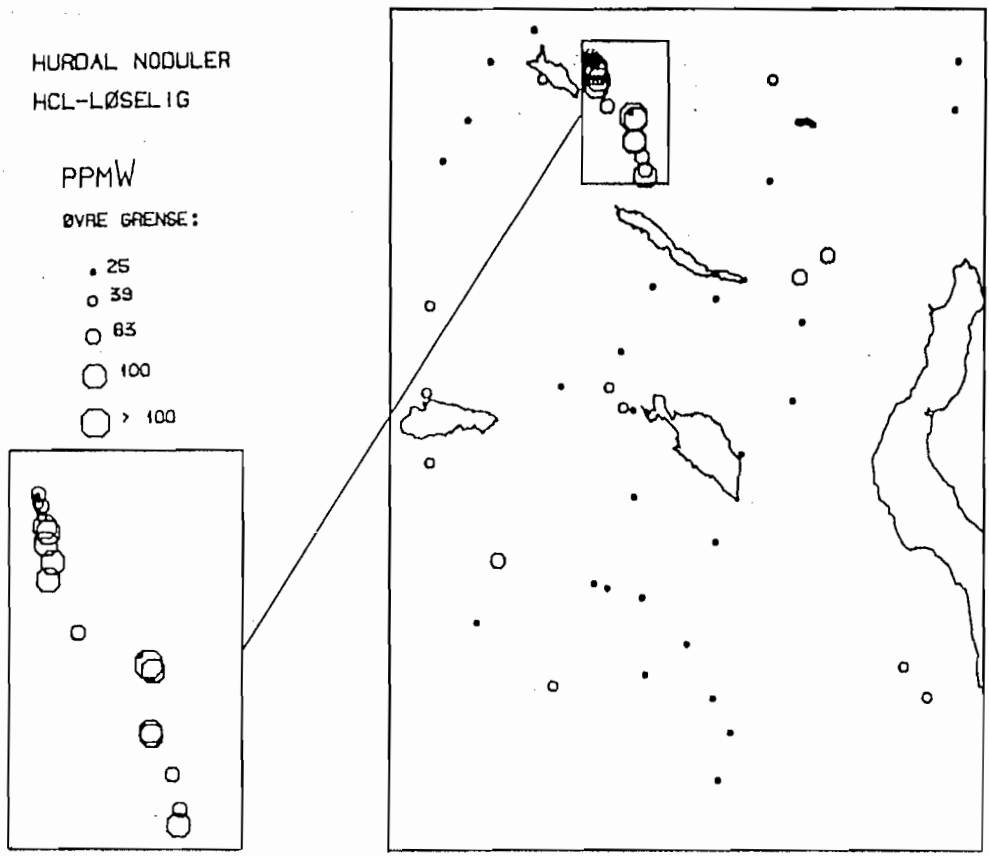 HURDAL NODULER
HCL-LØSELIG
PPMW
ØVRE GRENSE:
25
39
63
100
> 100